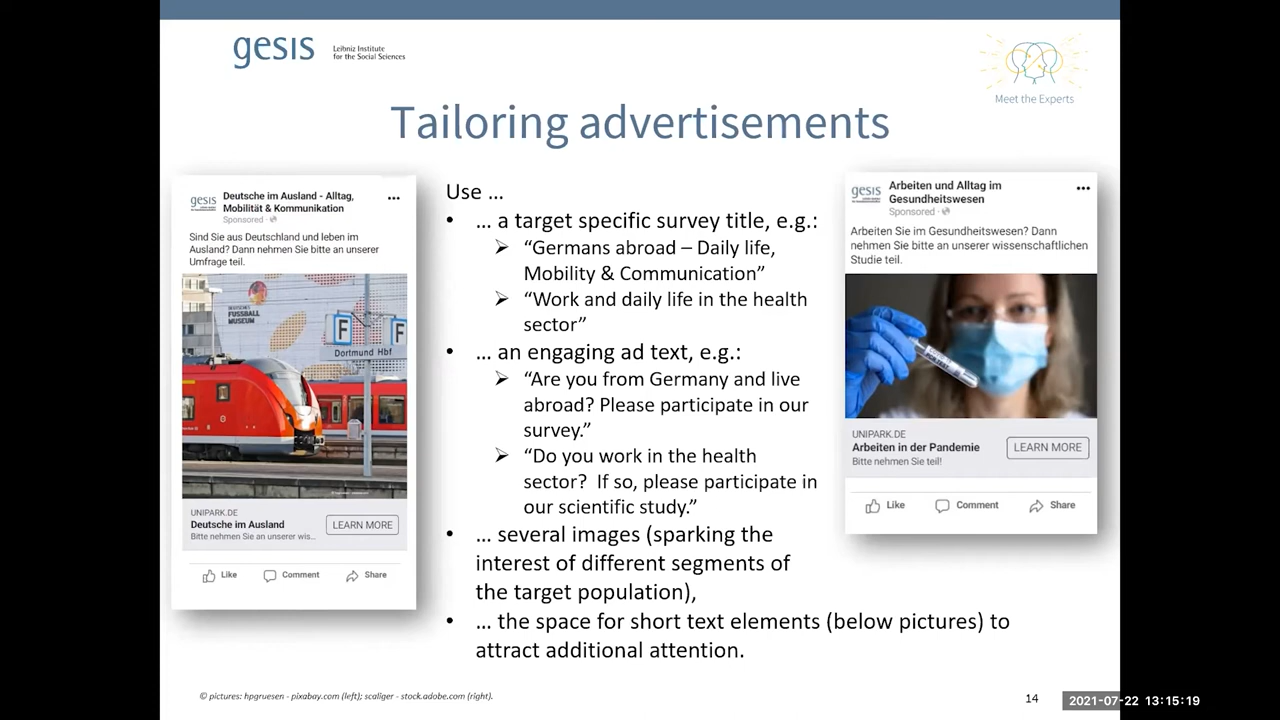 gesis
Leibniz Institute
for the Social Sciences
Meet the Experts
Tailoring advertisements
gesis
Deutsche im Ausland - Alltag,
Mobilität & Kommunikation
Sponsored ·
Sind Sie aus Deutschland und leben im
Ausland? Dann nehmen Sie bitte an unserer
Umfrage teil.
DEUTSCHES
FUSSBALL
MUSEUM
F
F
Dortmund Hbf
UNIPARK.DE
Deutsche im Ausland
Bitte nehmen Sie an unserer wis...
LEARN MORE
Like
Comment
Share
Use ...
• ... a target specific survey title, e.g.:
➢ “Germans abroad – Daily life,
Mobility & Communication”
➢ “Work and daily life in the health
sector”
• ... an engaging ad text, e.g.:
➢ “Are you from Germany and live
abroad? Please participate in our
survey.”
➢ “Do you work in the health
sector?  If so, please participate in
our scientific study.”
• ... several images (sparking the
interest of different segments of
the target population),
• ... the space for short text elements (below pictures) to
attract additional attention.
gesis
Arbeiten und Alltag im
Gesundheitswesen
Sponsored ·
Arbeiten Sie im Gesundheitswesen? Dann
nehmen Sie bitte an unserer wissenschaftlichen
Studie teil.
UNIPARK.DE
Arbeiten in der Pandemie
Bitte nehmen Sie teil!
LEARN MORE
Like
Comment
Share
© pictures: hpgruesen - pixabay.com (left); scaliger - stock.adobe.com (right).
14
2021-07-22 13:15:19